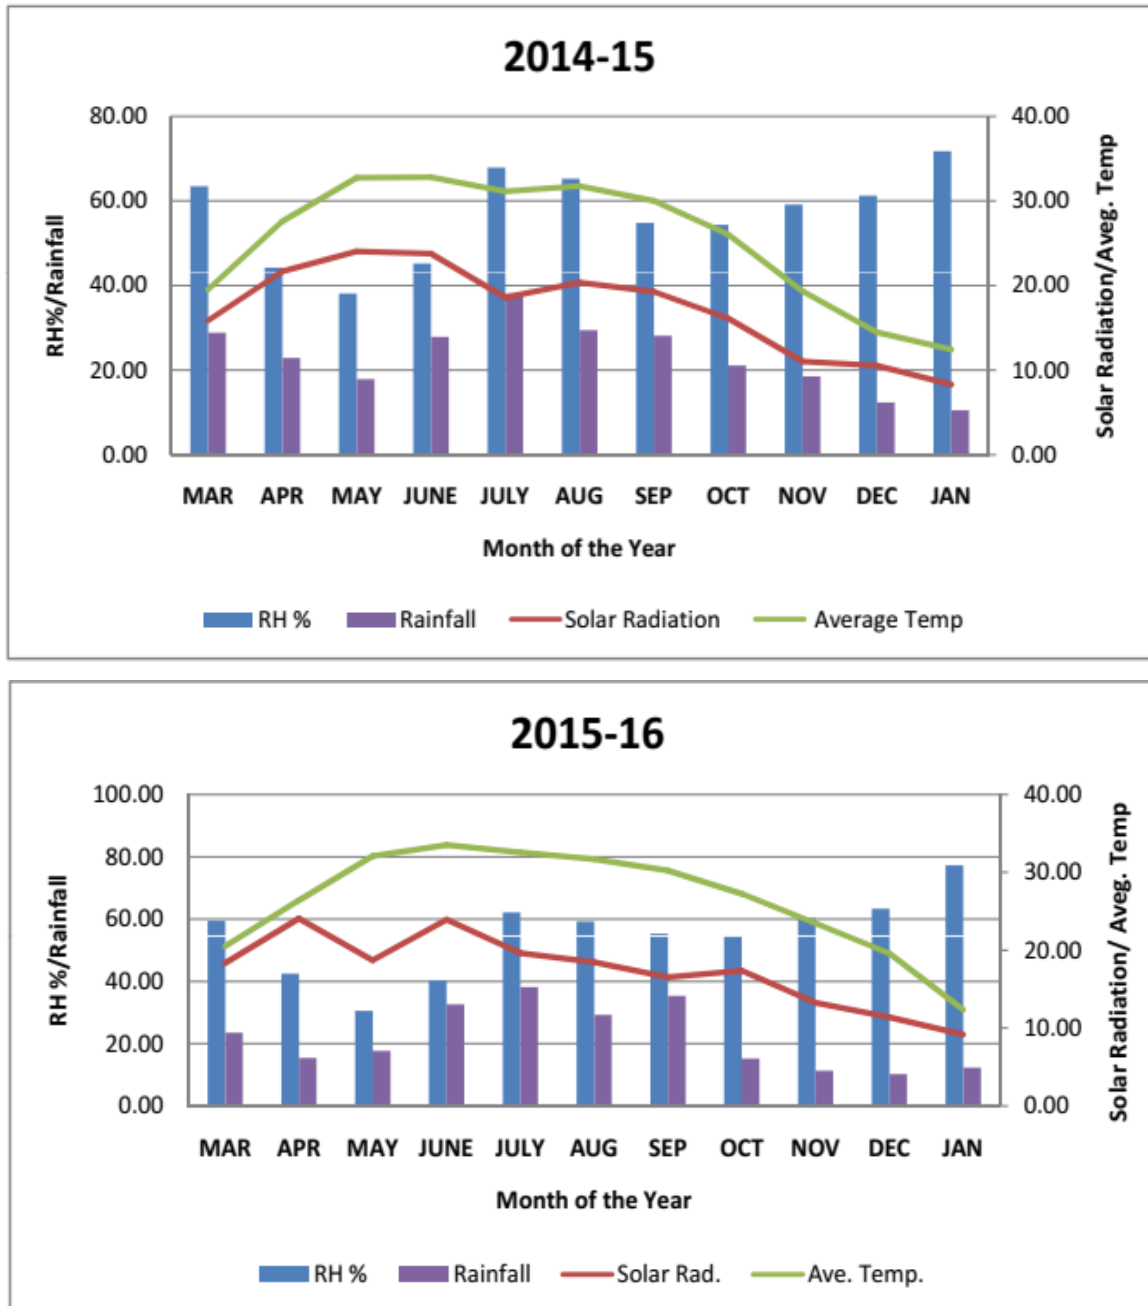 2014-15
80.00
60.00
40.00
20.00
0.00
RH%/Rainfall
40.00
30.00
20.00
10.00
0.00
Solar Radiation/Aveg. Temp
MAR APR MAY JUNE JULY AUG SEP OCT NOV DEC JAN
Month of the Year
RH % Rainfall Solar Radiation Average Temp
2015-16
100.00
80.00
60.00
40.00
20.00
0.00
RH %/Rainfall
40.00
30.00
20.00
10.00
0.00
Solar Radiation/ Aveg. Temp
MAR APR MAY JUNE JULY AUG SEP OCT NOV DEC JAN
Month of the Year
RH % Rainfall Solar Rad. Ave. Temp.